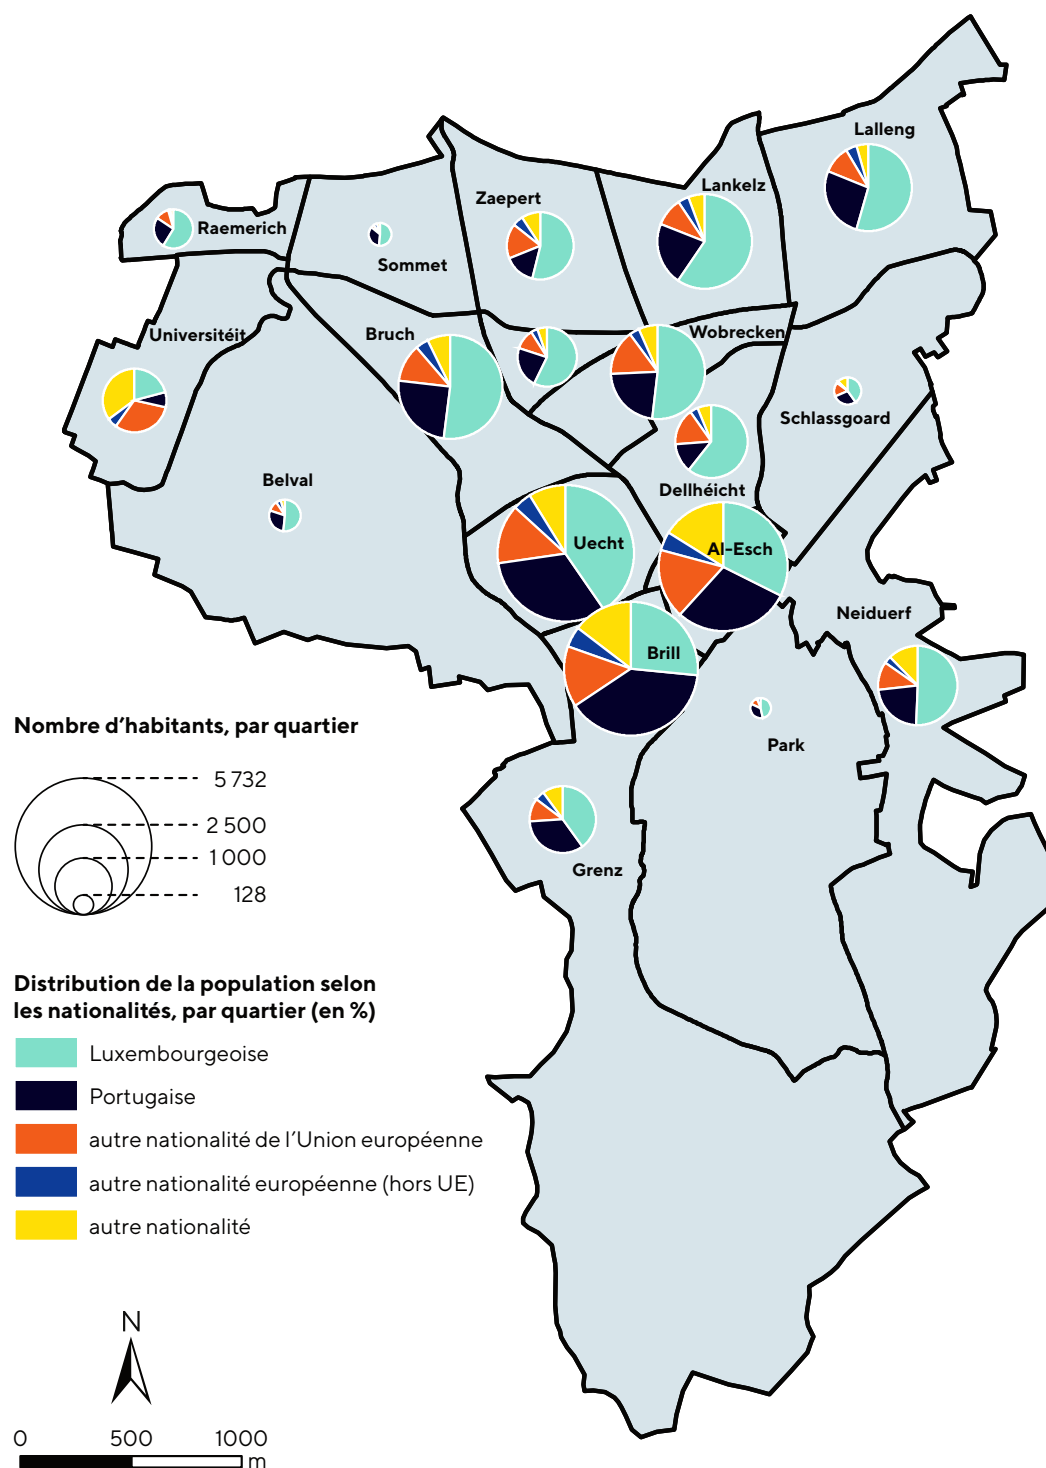 Lalleng
Lankelz
Zaepert
Raemerich
Sommet
Universitéit
Bruch
Wobrecken
Schlassgoard
Belval
Dellhéicht
Uecht
Al-Esch
Neiduerf
Brill
Park
Grenz
Nombre d'habitants, par quartier
5 732
2 500
1 000
128
Distribution de la population selon
les nationalités, par quartier (en %)
Luxembourgeoise
Portugaise
autre nationalité de l'Union européenne
autre nationalité européenne (hors UE)
autre nationalité
N
0 500 1000
m